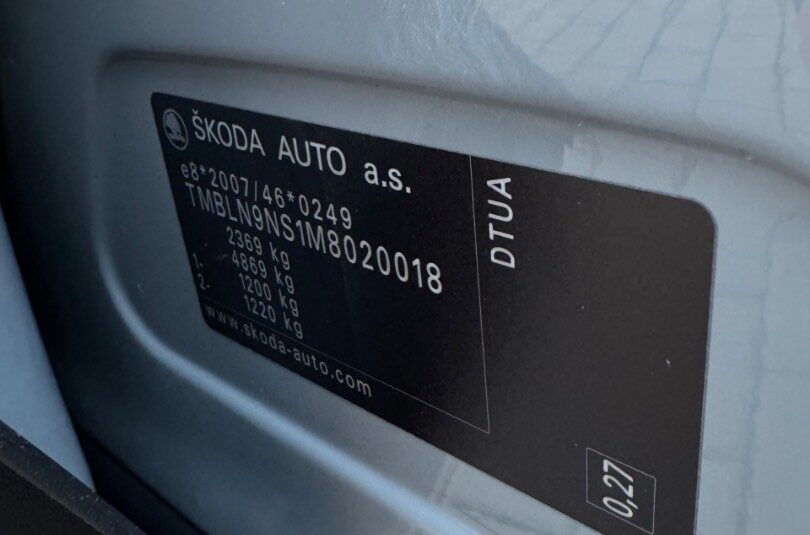 ŠKODA AUTO a.s.
e8*2007/46*0249
TMBLN9NS1M8020018
2369 kg
4869 kg
1- 1200 kg
2- 1220 kg
www.skoda-auto.com
DTUA
0,27